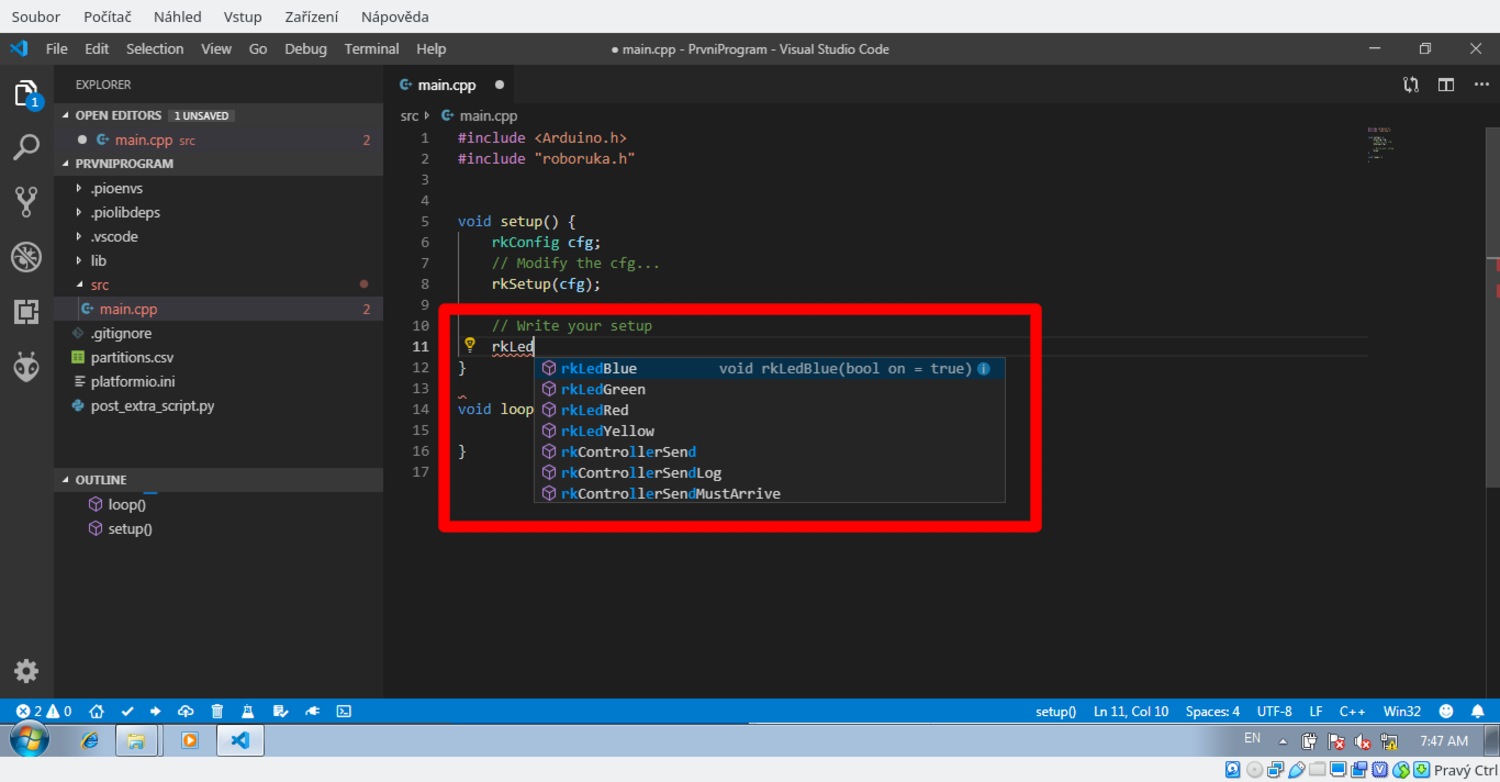 Soubor Počítač Náhled Vstup Zařízení Nápověda
File Edit Selection View Go Debug Terminal Help
● main.cpp - PrvniProgram - Visual Studio Code
EXPLORER
OPEN EDITORS 1 UNSAVED
main.cpp src 2
PRVNIPROGRAM
.pioenvs
.piolibdeps
.vscode
lib
src
main.cpp 2
.gitignore
partitions.csv
platformio.ini
post_extra_script.py
OUTLINE
loop()
setup()
1
main.cpp
src main.cpp
1 #include <Arduino.h>
2 #include "roboruka.h"
3
4
5 void setup() {
6 rkConfig cfg;
7 // Modify the cfg...
8 rkSetup(cfg);
9
10 // Write your setup
11 rkLed
12 }
13
14 void loop
15
16 }
17
rkLedBlue void rkLedBlue(bool on = true)
rkLedGreen
rkLedRed
rkLedYellow
rkControllerSend
rkControllerSendLog
rkControllerSendMustArrive
2 0 setup() Ln 11, Col 10 Spaces: 4 UTF-8 LF C++ Win32
EN 7:47 AM
Pravý Ctrl